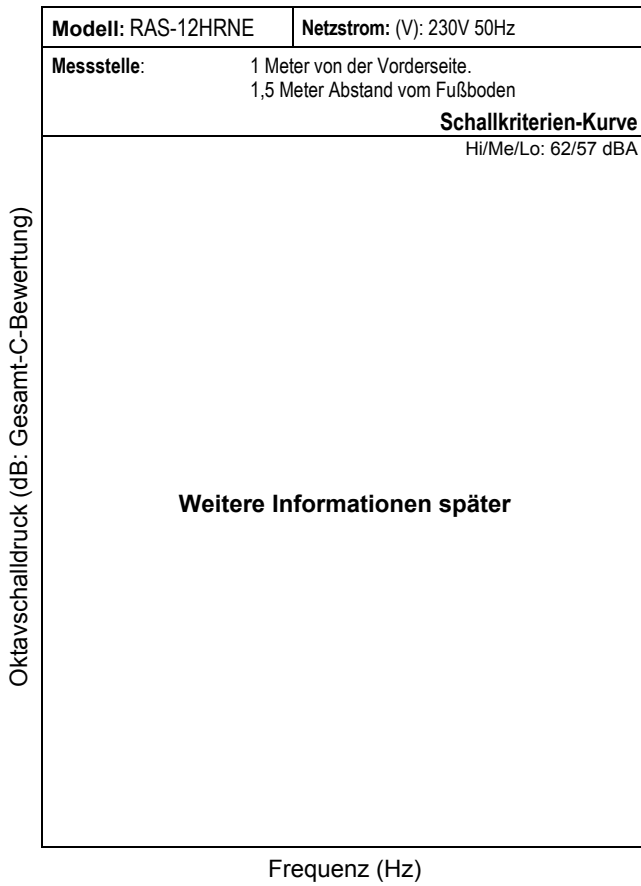 Modell: RAS-12HRNE
Netzstrom: (V): 230V 50Hz
Messstelle: 1 Meter von der Vorderseite.
1,5 Meter Abstand vom Fußboden
Schallkriterien-Kurve
Hi/Me/Lo: 62/57 dBA
Oktavschalldruck (dB: Gesamt-C-Bewertung)
Weitere Informationen später
Frequenz (Hz)